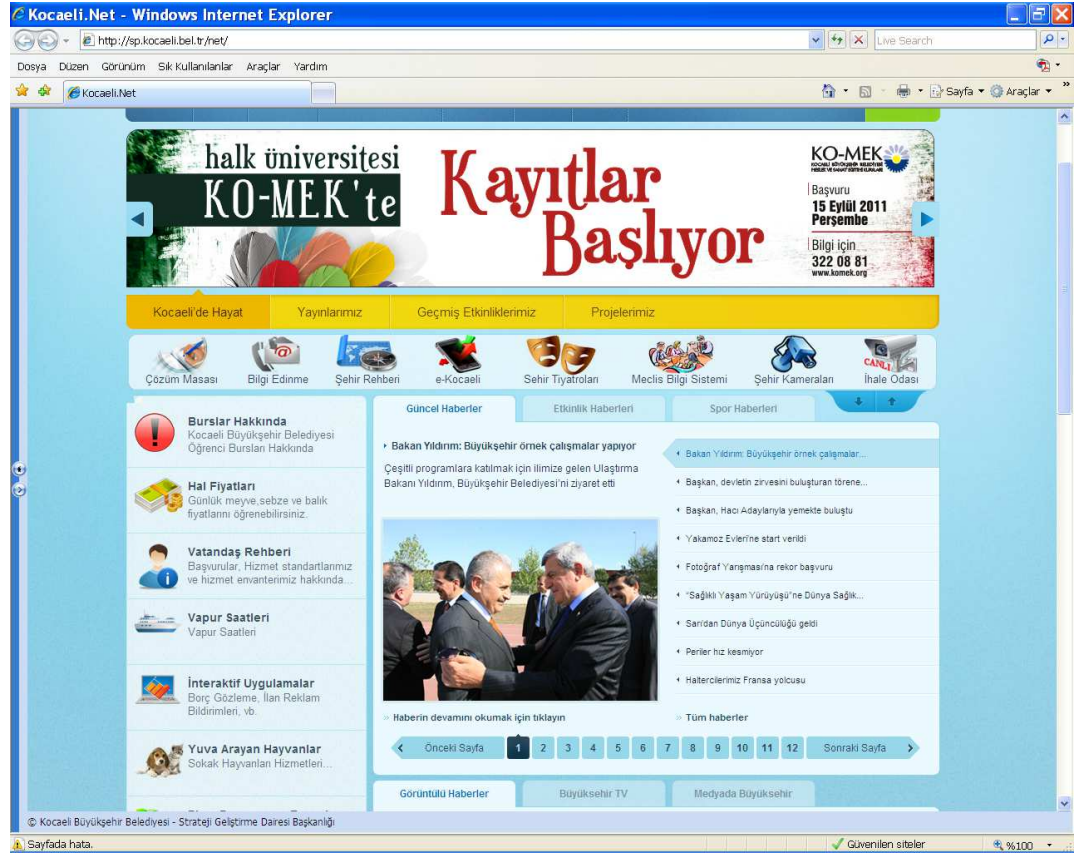 Kocaeli.Net - Windows Internet Explorer
http://sp.kocaeli.bel.tr/net/
Live Search
Dosya Düzen Görünüm Sık Kullanılanlar Araçlar Yardım
Kocaeli.Net
Sayfa
Araçlar
halk üniversitesi
KO-MEK'te
Kayıtlar
Başlıyor
KO-MEK
Başvuru
15 Eylül 2011
Perşembe
Bilgi için
322 08 81
www.komek.org
Kocaeli'de Hayat
Yayınlarımız
Geçmiş Etkinliklerimiz
Projelerimiz
Çözüm Masası
Bilgi Edinme
Şehir Rehberi
e-Kocaeli
Sehir Tiyatroları
Meclis Bilgi Sistemi
Şehir Kameraları
CANLI
İhale Odası
Burslar Hakkında
Kocaeli Büyükşehir Belediyesi
Öğrenci Bursları Hakkında
Hal Fiyatları
Günlük meyve,sebze ve balık
fiyatlarını öğrenebilirsiniz.
Vatandaş Rehberi
Başvurular, Hizmet standartlarımız
ve hizmet envanterimiz hakkında...
Vapur Saatleri
Vapur Saatleri
İnteraktif Uygulamalar
Borç Gözleme, İlan Reklam
Bildirimleri, vb.
Yuva Arayan Hayvanlar
Sokak Hayvanları Hizmetleri...
Güncel Haberler
Etkinlik Haberleri
Spor Haberleri
Bakan Yıldırım: Büyükşehir örnek çalışmalar yapıyor
Çeşitli programlara katılmak için ilimize gelen Ulaştırma
Bakanı Yıldırım, Büyükşehir Belediyesi'ni ziyaret etti
Bakan Yıldırım: Büyükşehir örnek çalışmalar...
Başkan, devletin zirvesini buluşturan törene...
Başkan, Hacı Adaylarıyla yemekte buluştu
Yakamoz Evleri'ne start verildi
Fotoğraf Yarışması'na rekor başvuru
"Sağlıklı Yaşam Yürüyüşü"ne Dünya Sağlık...
Sarı'dan Dünya Üçüncülüğü geldi
Periler hız kesmiyor
Haltercilerimiz Fransa yolcusu
» Haberin devamını okumak için tıklayın
» Tüm haberler
Önceki Sayfa 1 2 3 4 5 6 7 8 9 10 11 12 Sonraki Sayfa
Görüntülü Haberler
Büyükşehir TV
Medyada Büyükşehir
© Kocaeli Büyükşehir Belediyesi - Strateji Geliştirme Dairesi Başkanlığı
Sayfada hata.
Güvenilen siteler
%100